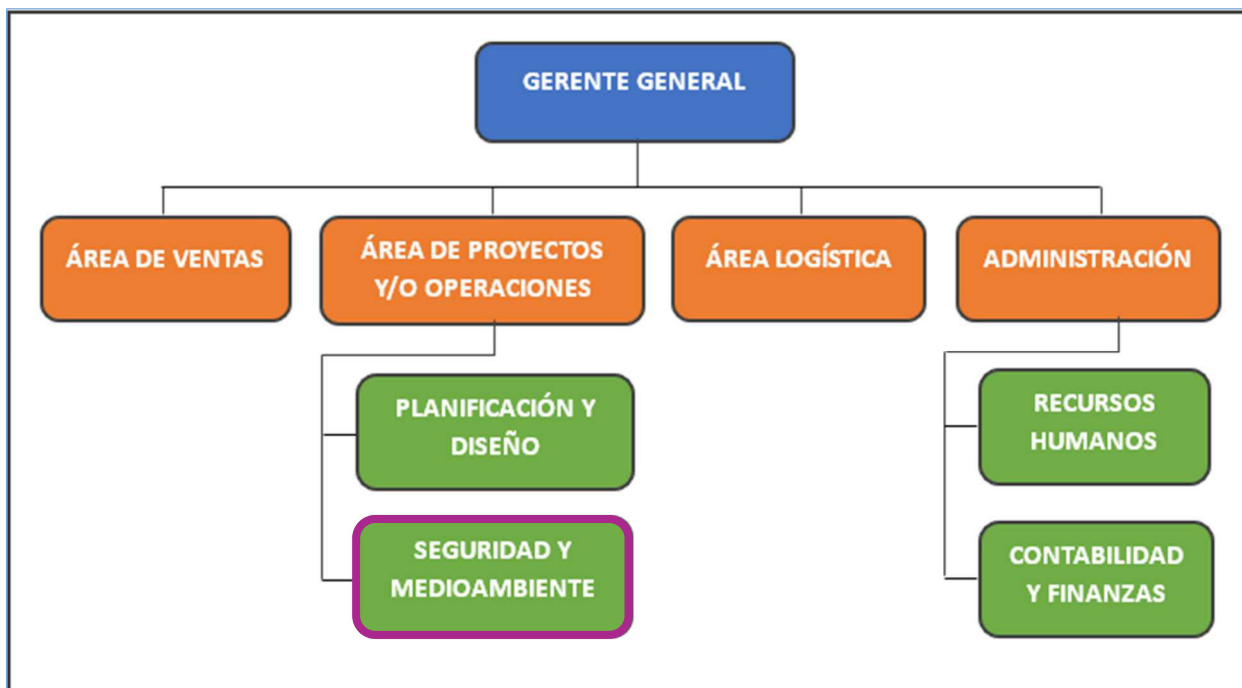 GERENTE GENERAL
ÁREA DE VENTAS
ÁREA DE PROYECTOS
Y/O OPERACIONES
ÁREA LOGÍSTICA
ADMINISTRACIÓN
PLANIFICACIÓN Y
DISEÑO
RECURSOS
HUMANOS
SEGURIDAD Y
MEDIOAMBIENTE
CONTABILIDAD
Y FINANZAS